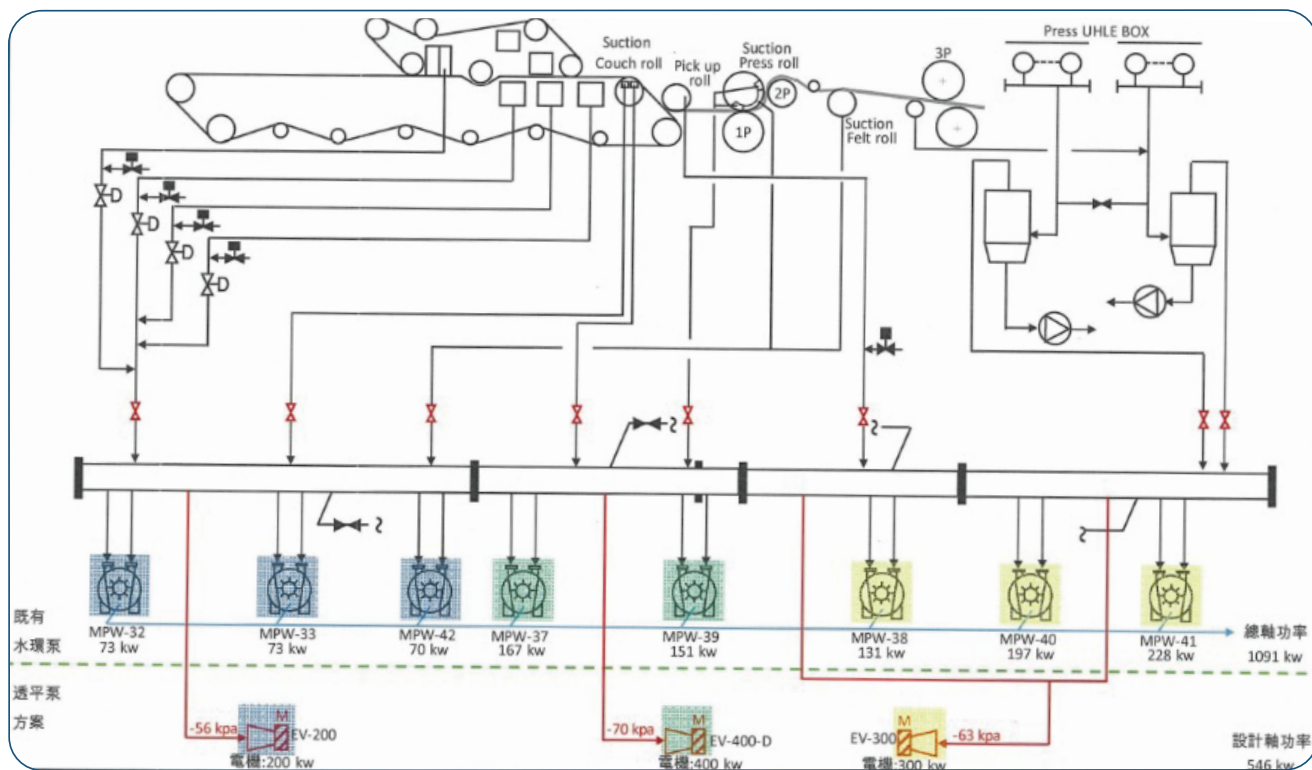 Press UHLE BOX
Suction
Couch roll
Pick up
roll
Suction
Press roll
3P
2P
1P
Suction
Felt roll
D
D
D
D
既有
水環泵
MPW-32
73 kw
MPW-33
73 kw
MPW-42
70 kw
MPW-37
167 kw
MPW-39
151 kw
MPW-38
131 kw
MPW-40
197 kw
MPW-41
228 kw
總軸功率
1091 kw
透平泵
方案
-56 kpa
M
EV-200
電機:200 kw
-70 kpa
M
EV-400-D
電機:400 kw
M
EV-300
-63 kpa
電機:300 kw
設計軸功率
546 kw